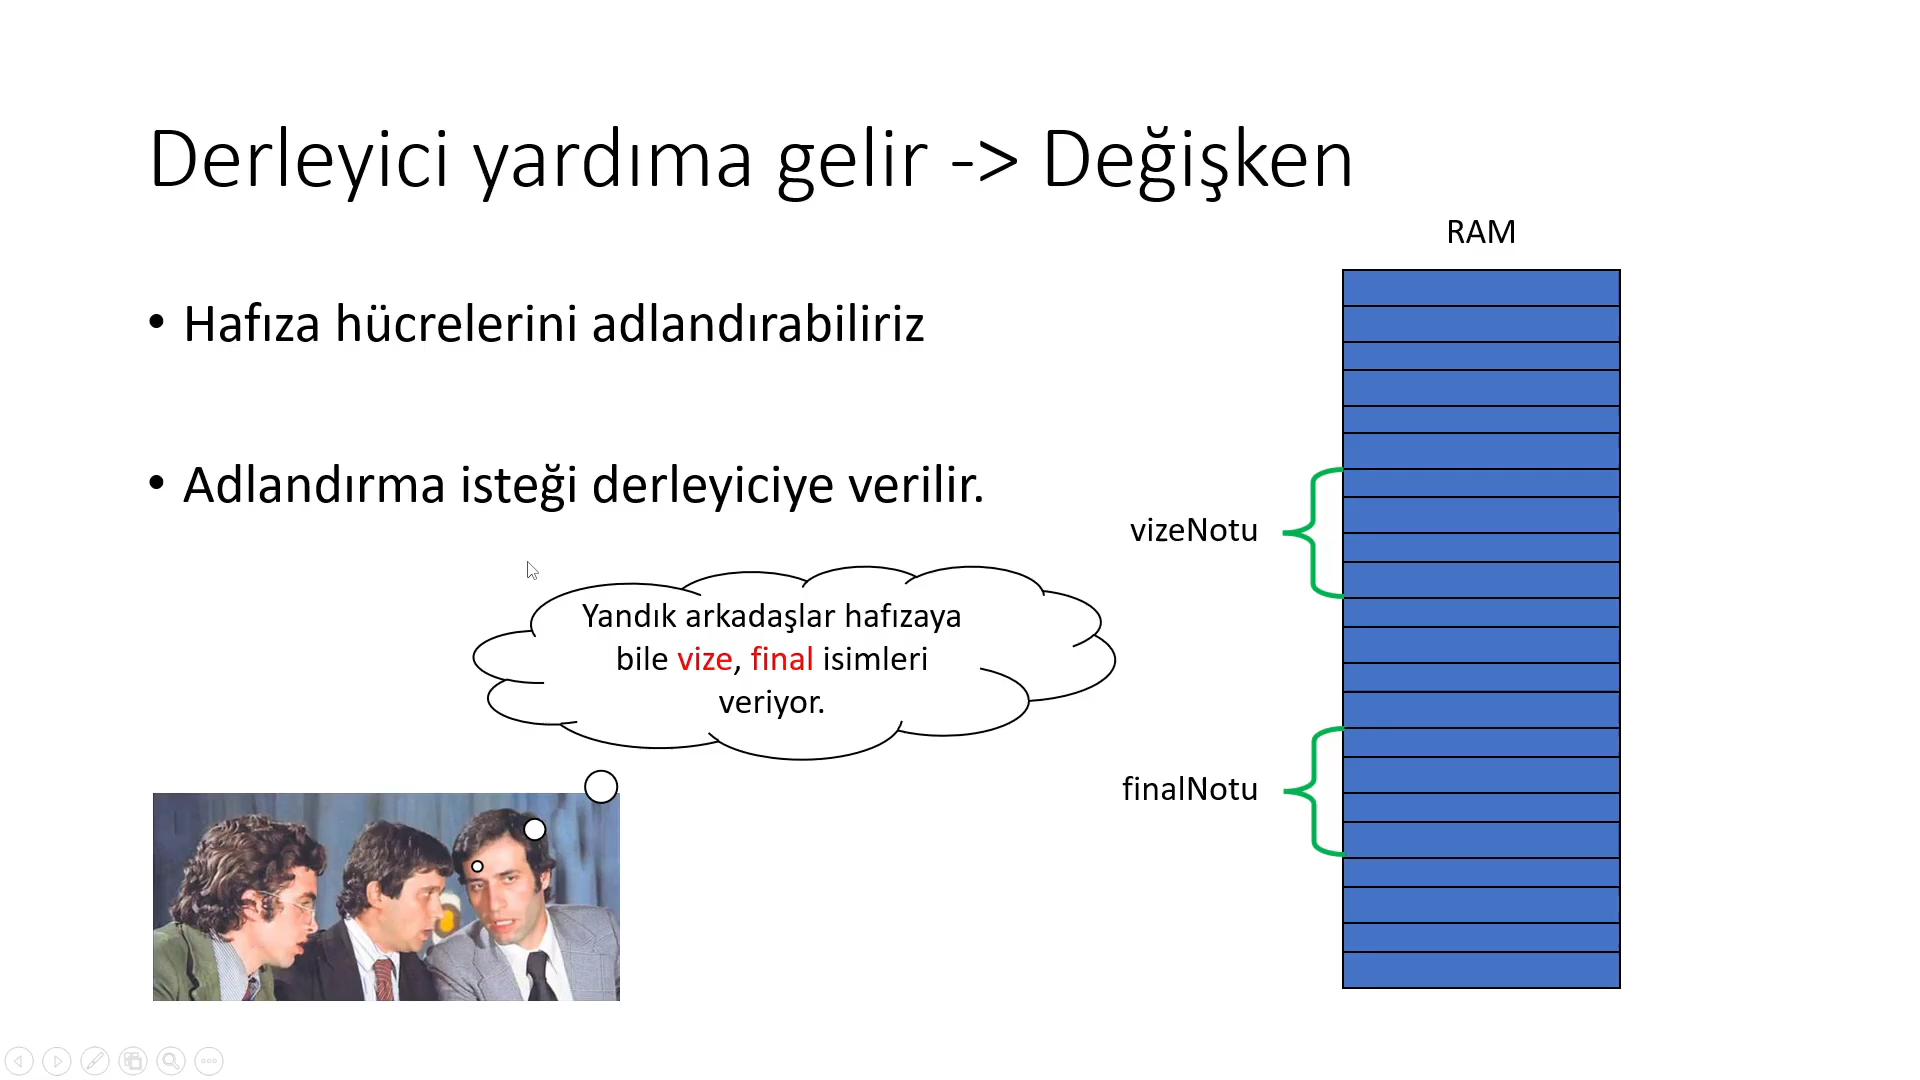 Derleyici yardıma gelir -> Değişken
RAM
• Hafıza hücrelerini adlandırabiliriz
• Adlandırma isteği derleyiciye verilir.
vizeNotu
Yandık arkadaşlar hafızaya
bile vize, final isimleri
veriyor.
finalNotu